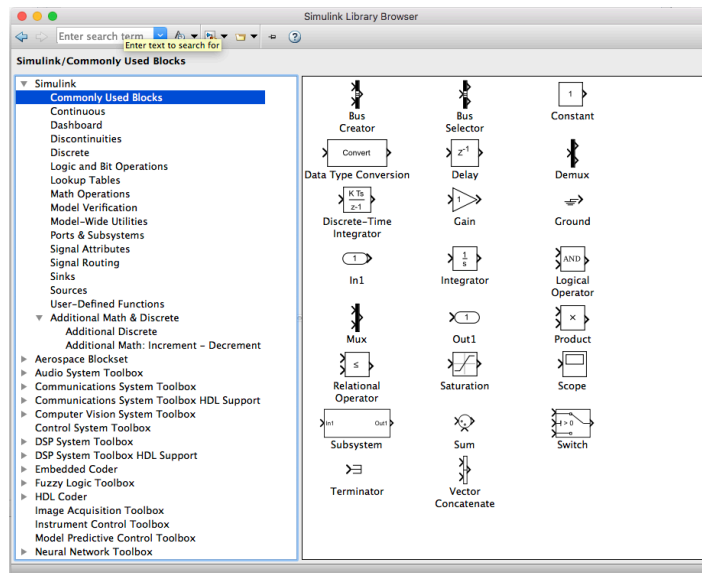 Simulink Library Browser
Enter search term
Enter text to search for
Simulink/Commonly Used Blocks
Simulink
Commonly Used Blocks
Continuous
Dashboard
Discontinuities
Discrete
Logic and Bit Operations
Lookup Tables
Math Operations
Model Verification
Model-Wide Utilities
Ports & Subsystems
Signal Attributes
Signal Routing
Sinks
Sources
User-Defined Functions
Additional Math & Discrete
Additional Discrete
Additional Math: Increment - Decrement
Aerospace Blockset
Audio System Toolbox
Communications System Toolbox
Communications System Toolbox HDL Support
Computer Vision System Toolbox
Control System Toolbox
DSP System Toolbox
DSP System Toolbox HDL Support
Embedded Coder
Fuzzy Logic Toolbox
HDL Coder
Image Acquisition Toolbox
Instrument Control Toolbox
Model Predictive Control Toolbox
Neural Network Toolbox
Bus
Creator
Bus
Selector
1
Constant
Convert
Data Type Conversion
z-1
Delay
Demux
K Ts
z-1
Discrete-Time
Integrator
1
Gain
Ground
1
In1
1
s
Integrator
AND
Logical
Operator
Mux
1
Out1
×
Product
≤
Relational
Operator
Saturation
Scope
In1 Out1
Subsystem
Sum
> 0
Switch
Terminator
Vector
Concatenate